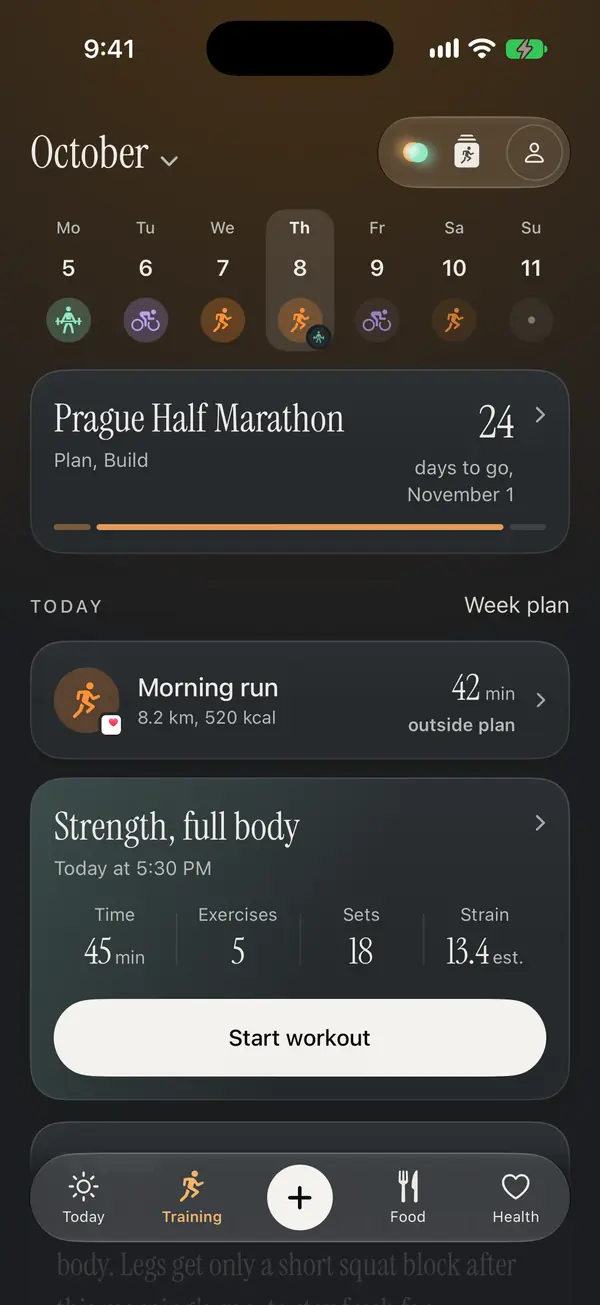 9:41
October
Mo Tu We Th Fr Sa Su
5 6 7 8 9 10 11
Prague Half Marathon
24
Plan, Build
days to go,
November 1
TODAY
Week plan
Morning run
42 min
8.2 km, 520 kcal
outside plan
Strength, full body
Today at 5:30 PM
Time Exercises Sets Strain
45 min 5 18 13.4 est.
Start workout
Today Training Food Health
body. Legs get only a short squat block after